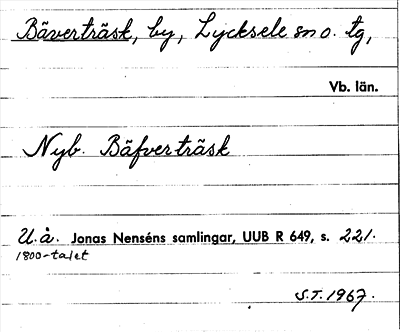 Bäverträsk, by, Lycksele sn o. tg,
Vb. län.
Nyb. Bäfverträsk
U.å. Jonas Nenséns samlingar, UUB R 649, s. 221.
1800-talet
S.T. 1967.